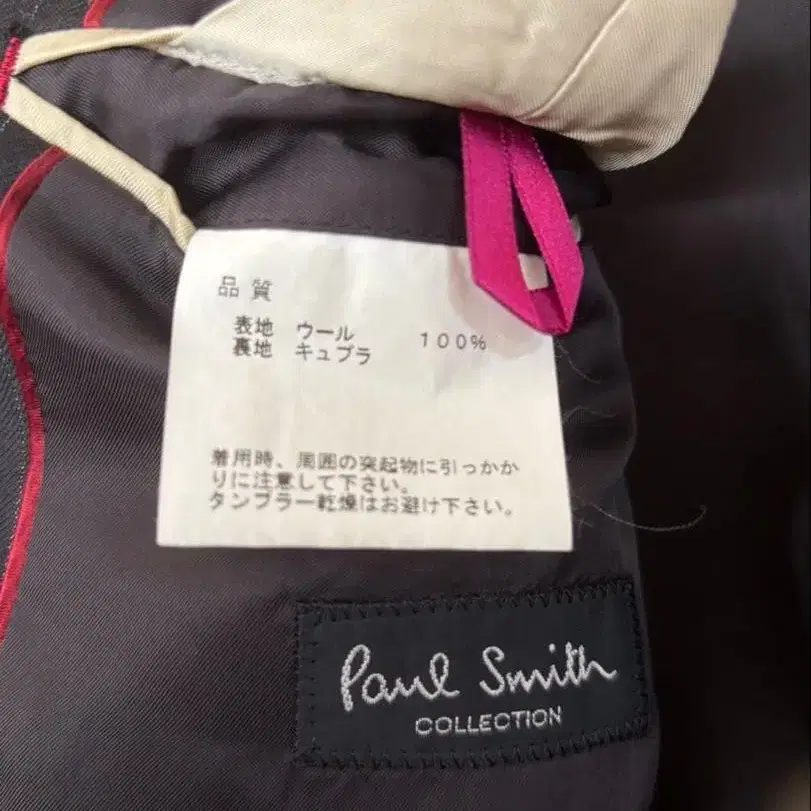 品質
表地 ウール 100%
裏地 キュプラ
着用時、周囲の突起物に引っかか
りに注意して下さい。
タンブラー乾燥はお避け下さい。
Paul Smith
COLLECTION